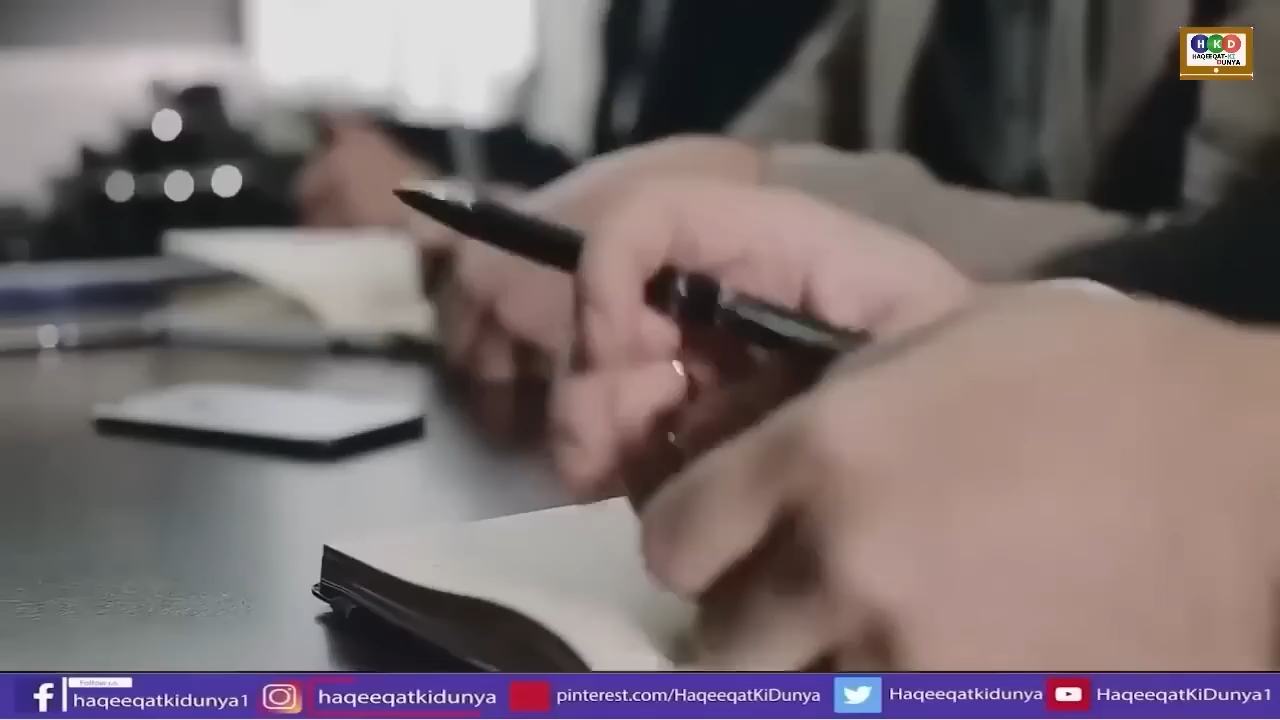 HKD
HAQEEQAT-KI
DUNYA
Follow us
haqeeqatkidunya1
haqeeqatkidunya
pinterest.com/HaqeeqatKiDunya
HaqeeqatKidunya
HaqeeqatKiDunya1